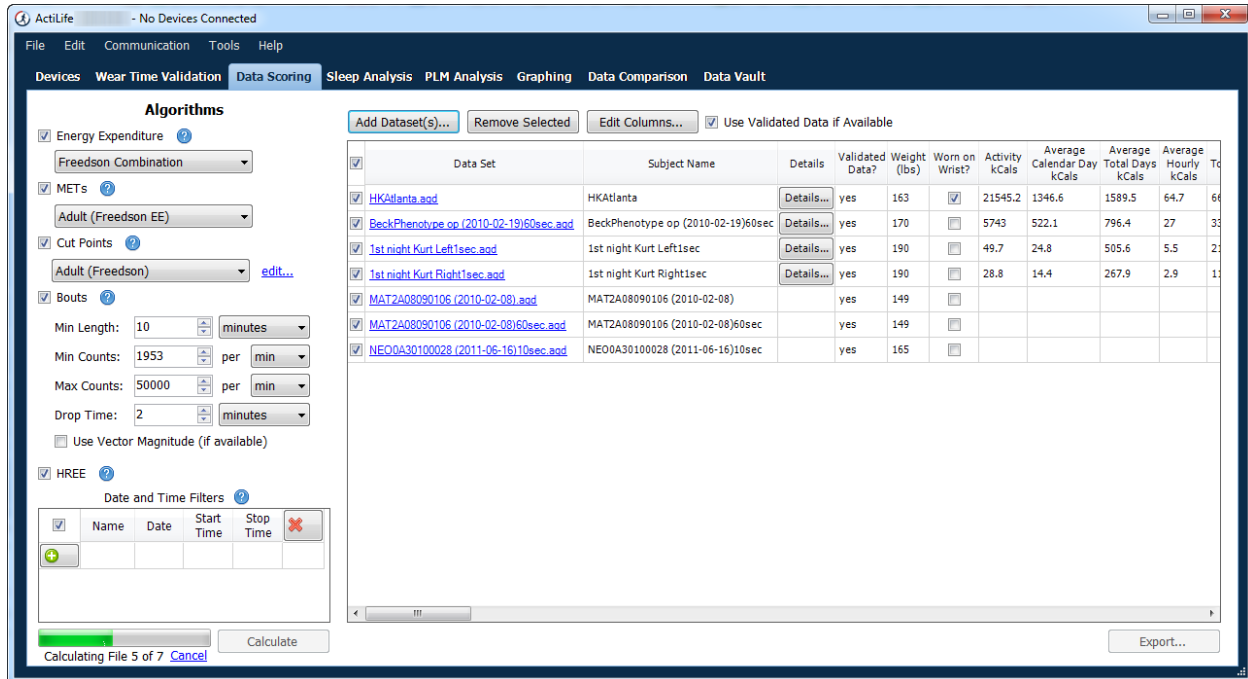 ActiLife - No Devices Connected
File Edit Communication Tools Help
Devices Wear Time Validation Data Scoring Sleep Analysis PLM Analysis Graphing Data Comparison Data Vault
Algorithms
Energy Expenditure
Freedson Combination
METs
Adult (Freedson EE)
Cut Points
Adult (Freedson) edit...
Bouts
Min Length: 10 minutes
Min Counts: 1953 per min
Max Counts: 50000 per min
Drop Time: 2 minutes
Use Vector Magnitude (if available)
HREE
Date and Time Filters
Name Date Start Time Stop Time
Calculate
Calculating File 5 of 7 Cancel
Add Dataset(s)... Remove Selected Edit Columns... Use Validated Data if Available
Data Set Subject Name Details Validated Data? Weight (lbs) Worn on Wrist? Activity kCals Average Calendar Day kCals Average Total Days kCals Average Hourly kCals
HKAtlanta.agd HKAtlanta Details... yes 163 21545.2 1346.6 1589.5 64.7
BeckPhenotype op (2010-02-19)60sec.agd BeckPhenotype op (2010-02-19)60sec Details... yes 170 5743 522.1 796.4 27
1st night Kurt Left1sec.agd 1st night Kurt Left1sec Details... yes 190 49.7 24.8 505.6 5.5
1st night Kurt Right1sec.agd 1st night Kurt Right1sec Details... yes 190 28.8 14.4 267.9 2.9
MAT2A08090106 (2010-02-08).agd MAT2A08090106 (2010-02-08) yes 149
MAT2A08090106 (2010-02-08)60sec.agd MAT2A08090106 (2010-02-08)60sec yes 149
NEO0A30100028 (2011-06-16)10sec.agd NEO0A30100028 (2011-06-16)10sec yes 165
Export...